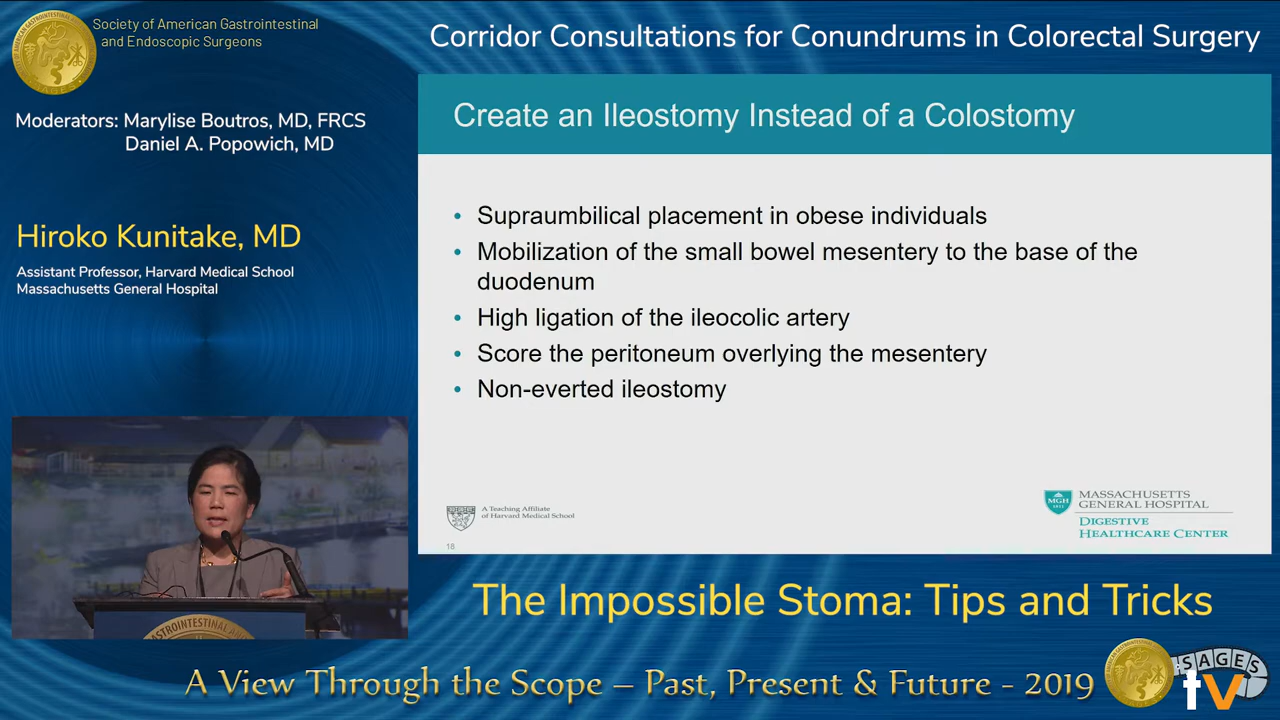 Society of American Gastrointestinal
and Endoscopic Surgeons
Corridor Consultations for Conundrums in Colorectal Surgery
Moderators: Marylise Boutros, MD, FRCS
Daniel A. Popowich, MD
Hiroko Kunitake, MD
Assistant Professor, Harvard Medical School
Massachusetts General Hospital
Create an Ileostomy Instead of a Colostomy
• Supraumbilical placement in obese individuals
• Mobilization of the small bowel mesentery to the base of the
duodenum
• High ligation of the ileocolic artery
• Score the peritoneum overlying the mesentery
• Non-everted ileostomy
A Teaching Affiliate
of Harvard Medical School
MGH
1811
MASSACHUSETTS
GENERAL HOSPITAL
DIGESTIVE
HEALTHCARE CENTER
18
The Impossible Stoma: Tips and Tricks
A View Through the Scope – Past, Present & Future - 2019
SAGES
tv